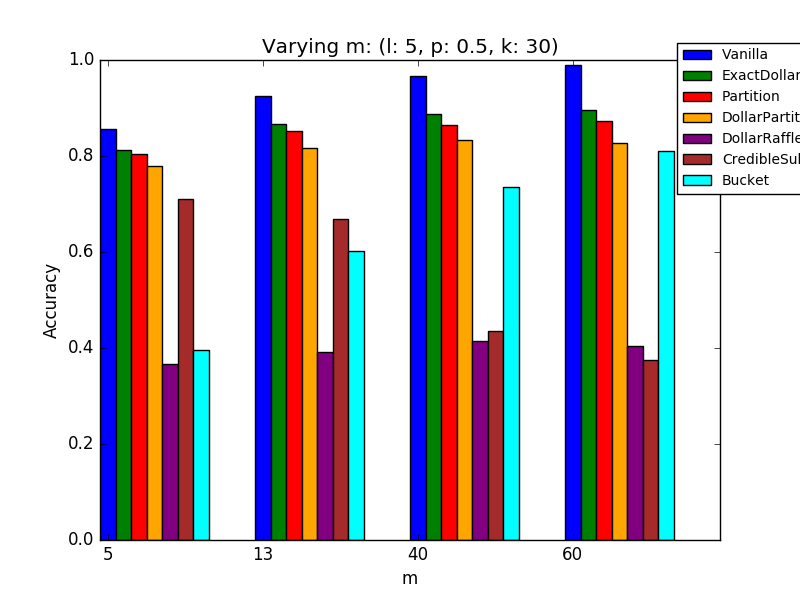 Varying m: (l: 5, p: 0.5, k: 30)
Vanilla
ExactDollar
Partition
DollarPartit
DollarRaffle
CredibleSu
Bucket
1.0
0.8
0.6
0.4
0.2
0.0
Accuracy
5 13 40 60
m